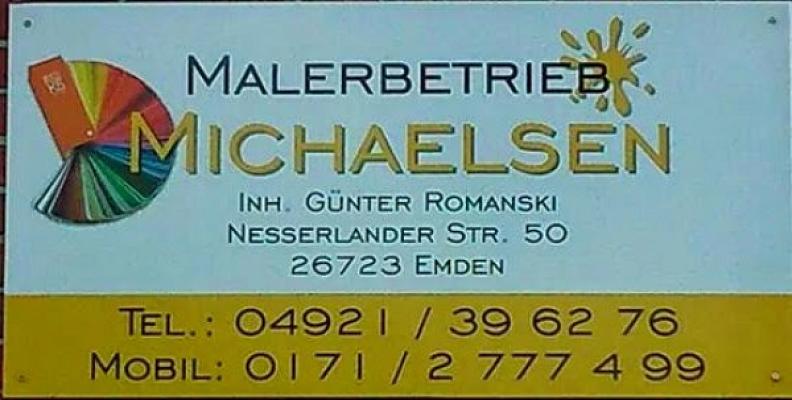 MALERBETRIEB
MICHAELSEN
INH. GÜNTER ROMANSKI
NESSERLANDER STR. 50
26723 EMDEN
TEL.: 04921 / 39 62 76
MOBIL: 0171 / 2 777 4 99